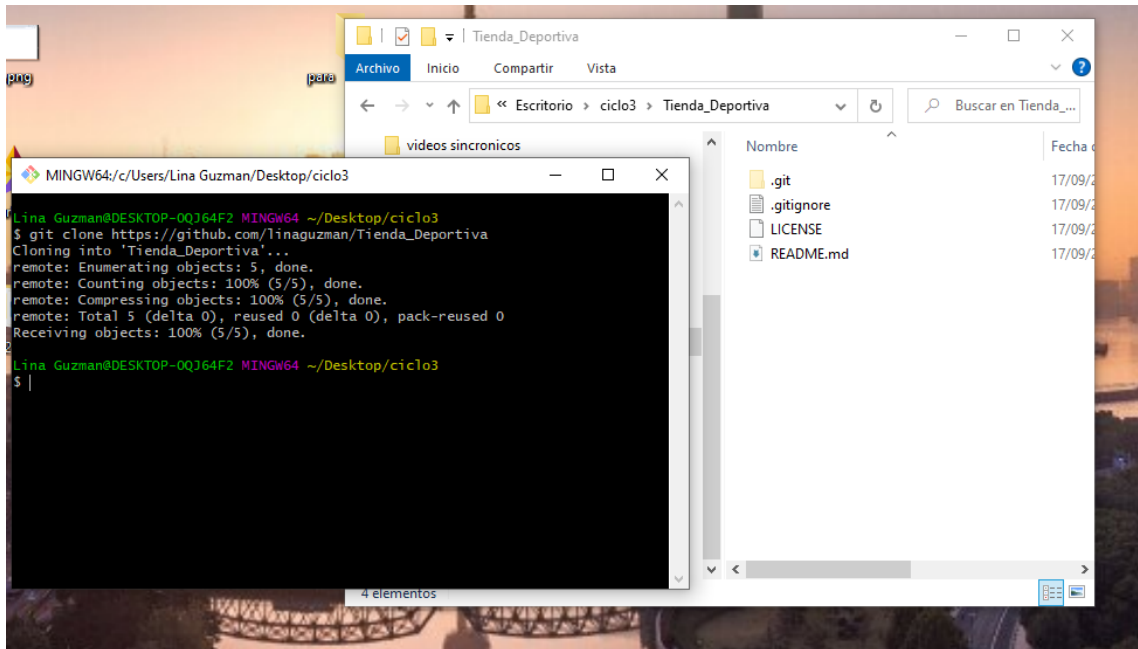 png
para
Tienda_Deportiva
Archivo Inicio Compartir Vista
« Escritorio › ciclo3 › Tienda_Deportiva
Buscar en Tienda_...
videos sincronicos
Nombre Fecha
.git 17/09/2
.gitignore 17/09/2
LICENSE 17/09/2
README.md 17/09/2
4 elementos
MINGW64:/c/Users/Lina Guzman/Desktop/ciclo3
Lina Guzman@DESKTOP-OQJ64F2 MINGW64 ~/Desktop/ciclo3
$ git clone https://github.com/linaguzman/Tienda_Deportiva
Cloning into 'Tienda_Deportiva'...
remote: Enumerating objects: 5, done.
remote: Counting objects: 100% (5/5), done.
remote: Compressing objects: 100% (5/5), done.
remote: Total 5 (delta 0), reused 0 (delta 0), pack-reused 0
Receiving objects: 100% (5/5), done.
Lina Guzman@DESKTOP-OQJ64F2 MINGW64 ~/Desktop/ciclo3
$